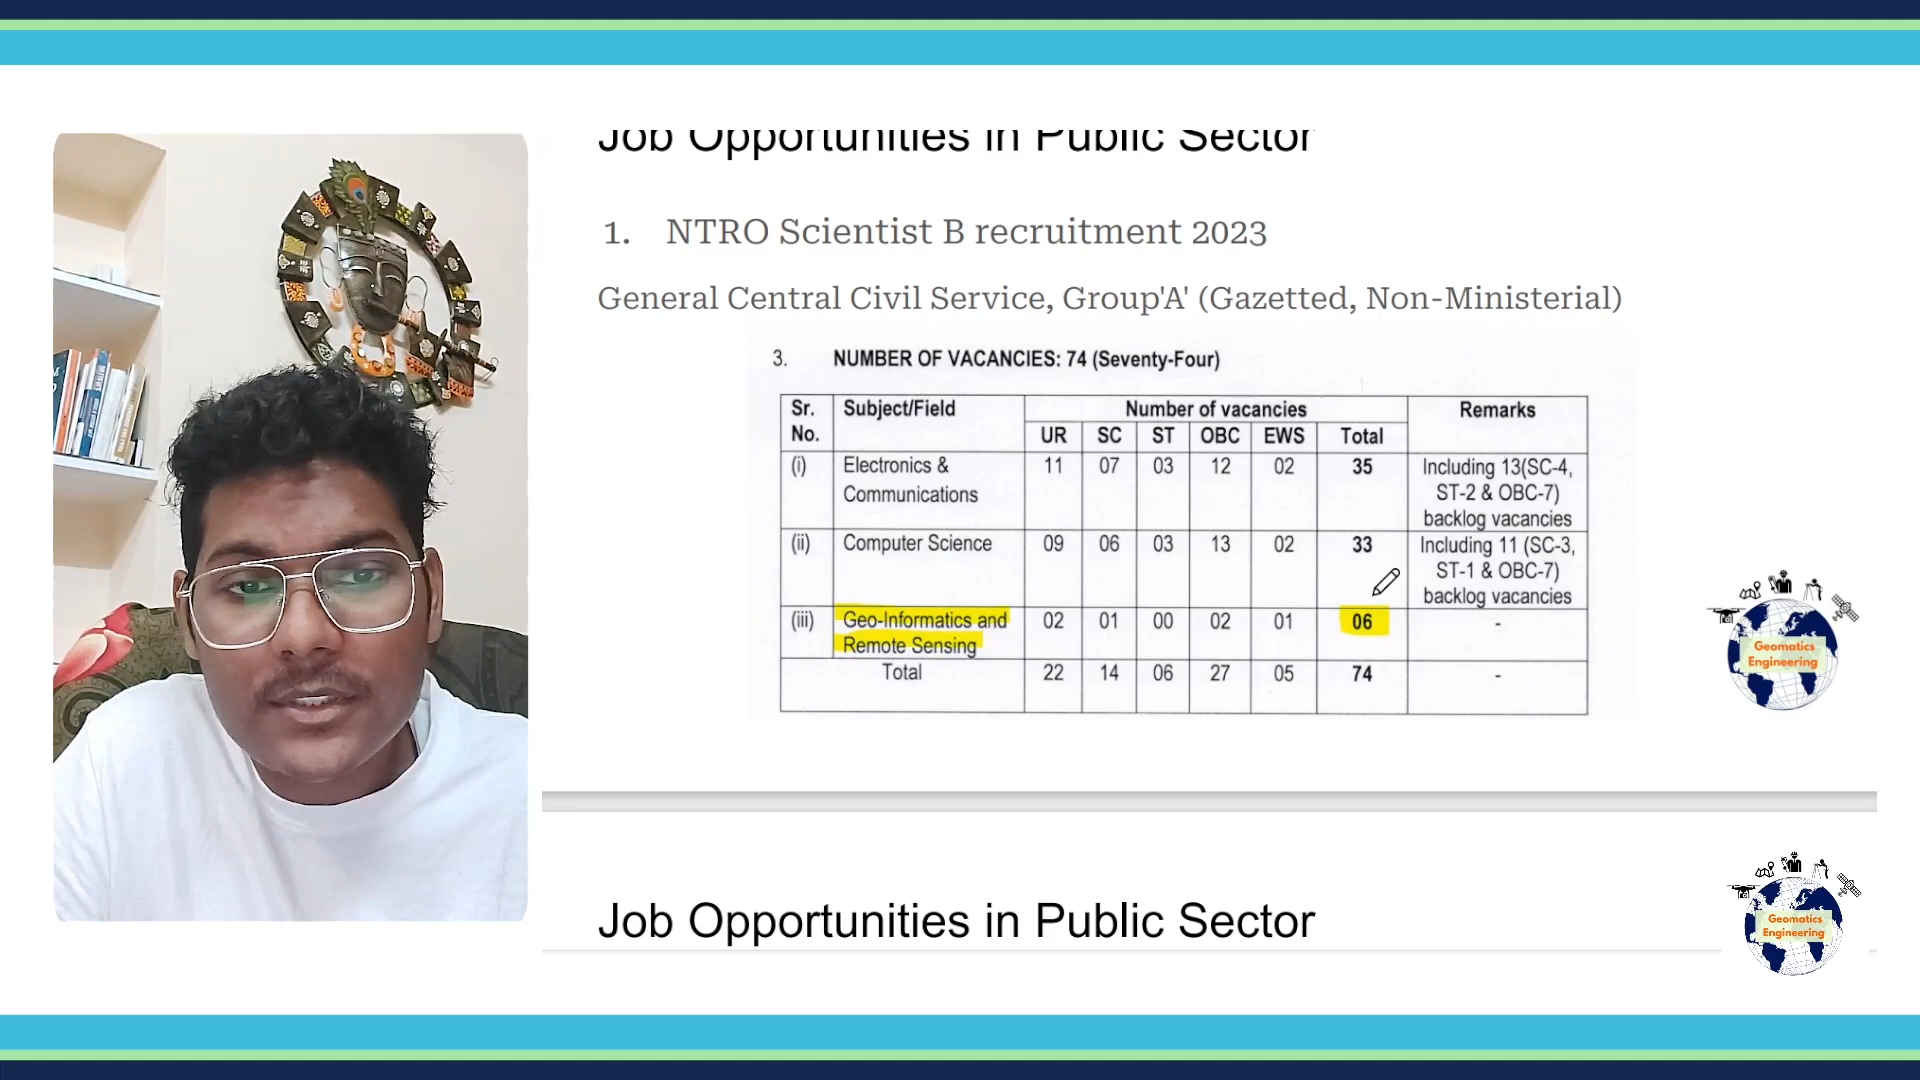 Job Opportunities in Public Sector
1. NTRO Scientist B recruitment 2023
General Central Civil Service, Group'A' (Gazetted, Non-Ministerial)
3. NUMBER OF VACANCIES: 74 (Seventy-Four)
Sr. No. Subject/Field Number of vacancies Remarks
UR SC ST OBC EWS Total
(i) Electronics & Communications 11 07 03 12 02 35 Including 13(SC-4, ST-2 & OBC-7) backlog vacancies
(ii) Computer Science 09 06 03 13 02 33 Including 11 (SC-3, ST-1 & OBC-7) backlog vacancies
(iii) Geo-Informatics and Remote Sensing 02 01 00 02 01 06 -
Total 22 14 06 27 05 74 -
Geomatics
Engineering
Job Opportunities in Public Sector
Geomatics
Engineering